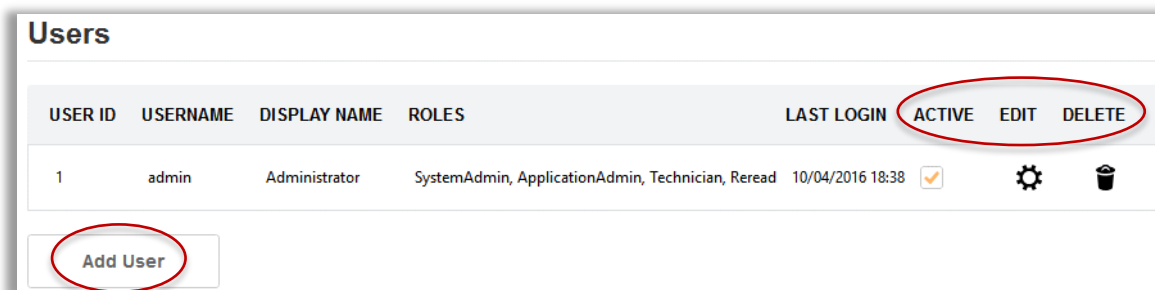 Users
USER ID USERNAME DISPLAY NAME ROLES LAST LOGIN ACTIVE EDIT DELETE
1 admin Administrator SystemAdmin, ApplicationAdmin, Technician, Reread 10/04/2016 18:38
Add User